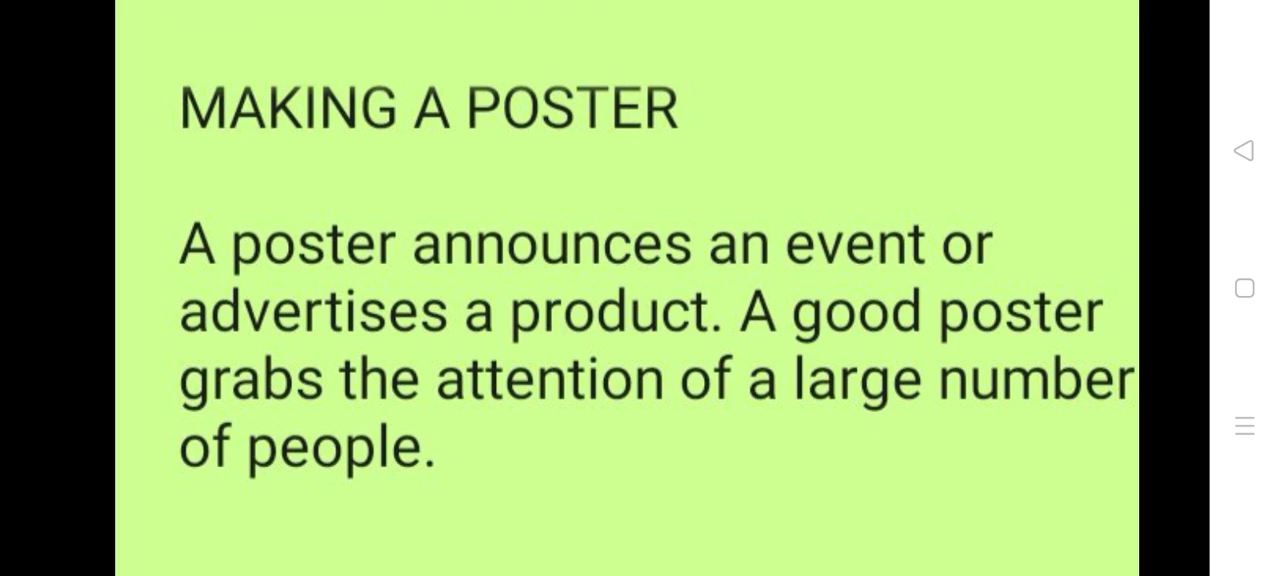 MAKING A POSTER
A poster announces an event or
advertises a product. A good poster
grabs the attention of a large number
of people.